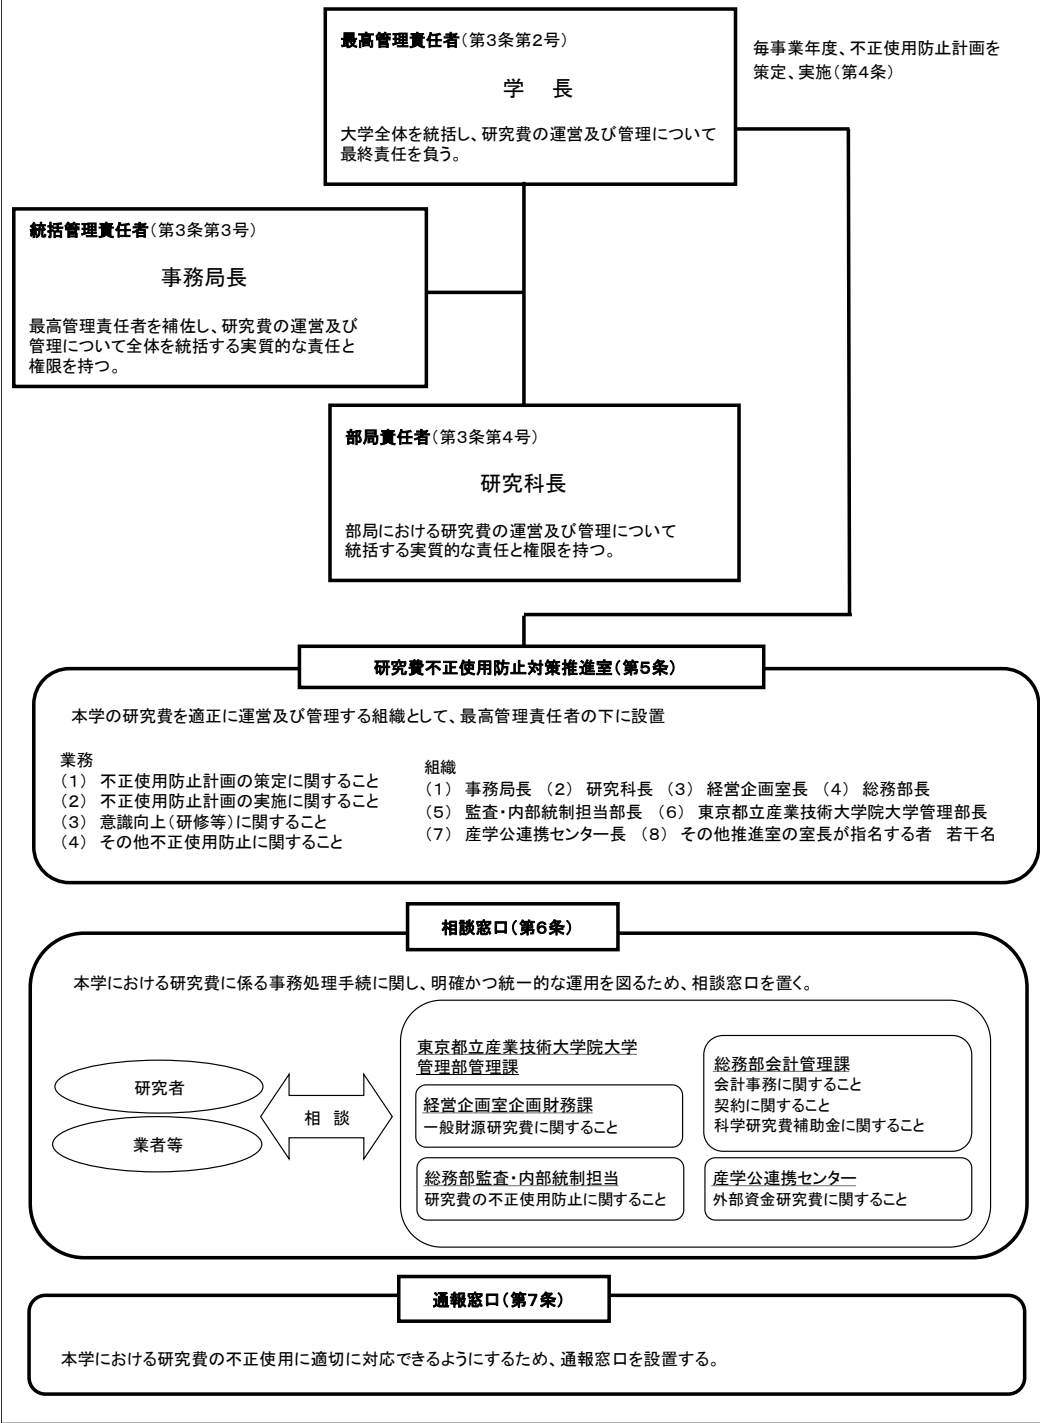 最高管理責任者(第3条第2号)
学 長
大学全体を統括し、研究費の運営及び管理について
最終責任を負う。
毎事業年度、不正使用防止計画を
策定、実施(第4条)
統括管理責任者(第3条第3号)
事務局長
最高管理責任者を補佐し、研究費の運営及び
管理について全体を統括する実質的な責任と
権限を持つ。
部局責任者(第3条第4号)
研究科長
部局における研究費の運営及び管理について
統括する実質的な責任と権限を持つ。
研究費不正使用防止対策推進室(第5条)
本学の研究費を適正に運営及び管理する組織として、最高管理責任者の下に設置
業務
(1) 不正使用防止計画の策定に関すること
(2) 不正使用防止計画の実施に関すること
(3) 意識向上(研修等)に関すること
(4) その他不正使用防止に関すること
組織
(1) 事務局長 (2) 研究科長 (3) 経営企画室長 (4) 総務部長
(5) 監査・内部統制担当部長 (6) 東京都立産業技術大学院大学管理部長
(7) 産学公連携センター長 (8) その他推進室の室長が指名する者 若干名
相談窓口(第6条)
本学における研究費に係る事務処理手続に関し、明確かつ統一的な運用を図るため、相談窓口を置く。
研究者
業者等
相 談
東京都立産業技術大学院大学
管理部管理課
経営企画室企画財務課
一般財源研究費に関すること
総務部監査・内部統制担当
研究費の不正使用防止に関すること
総務部会計管理課
会計事務に関すること
契約に関すること
科学研究費補助金に関すること
産学公連携センター
外部資金研究費に関すること
通報窓口(第7条)
本学における研究費の不正使用に適切に対応できるようにするため、通報窓口を設置する。